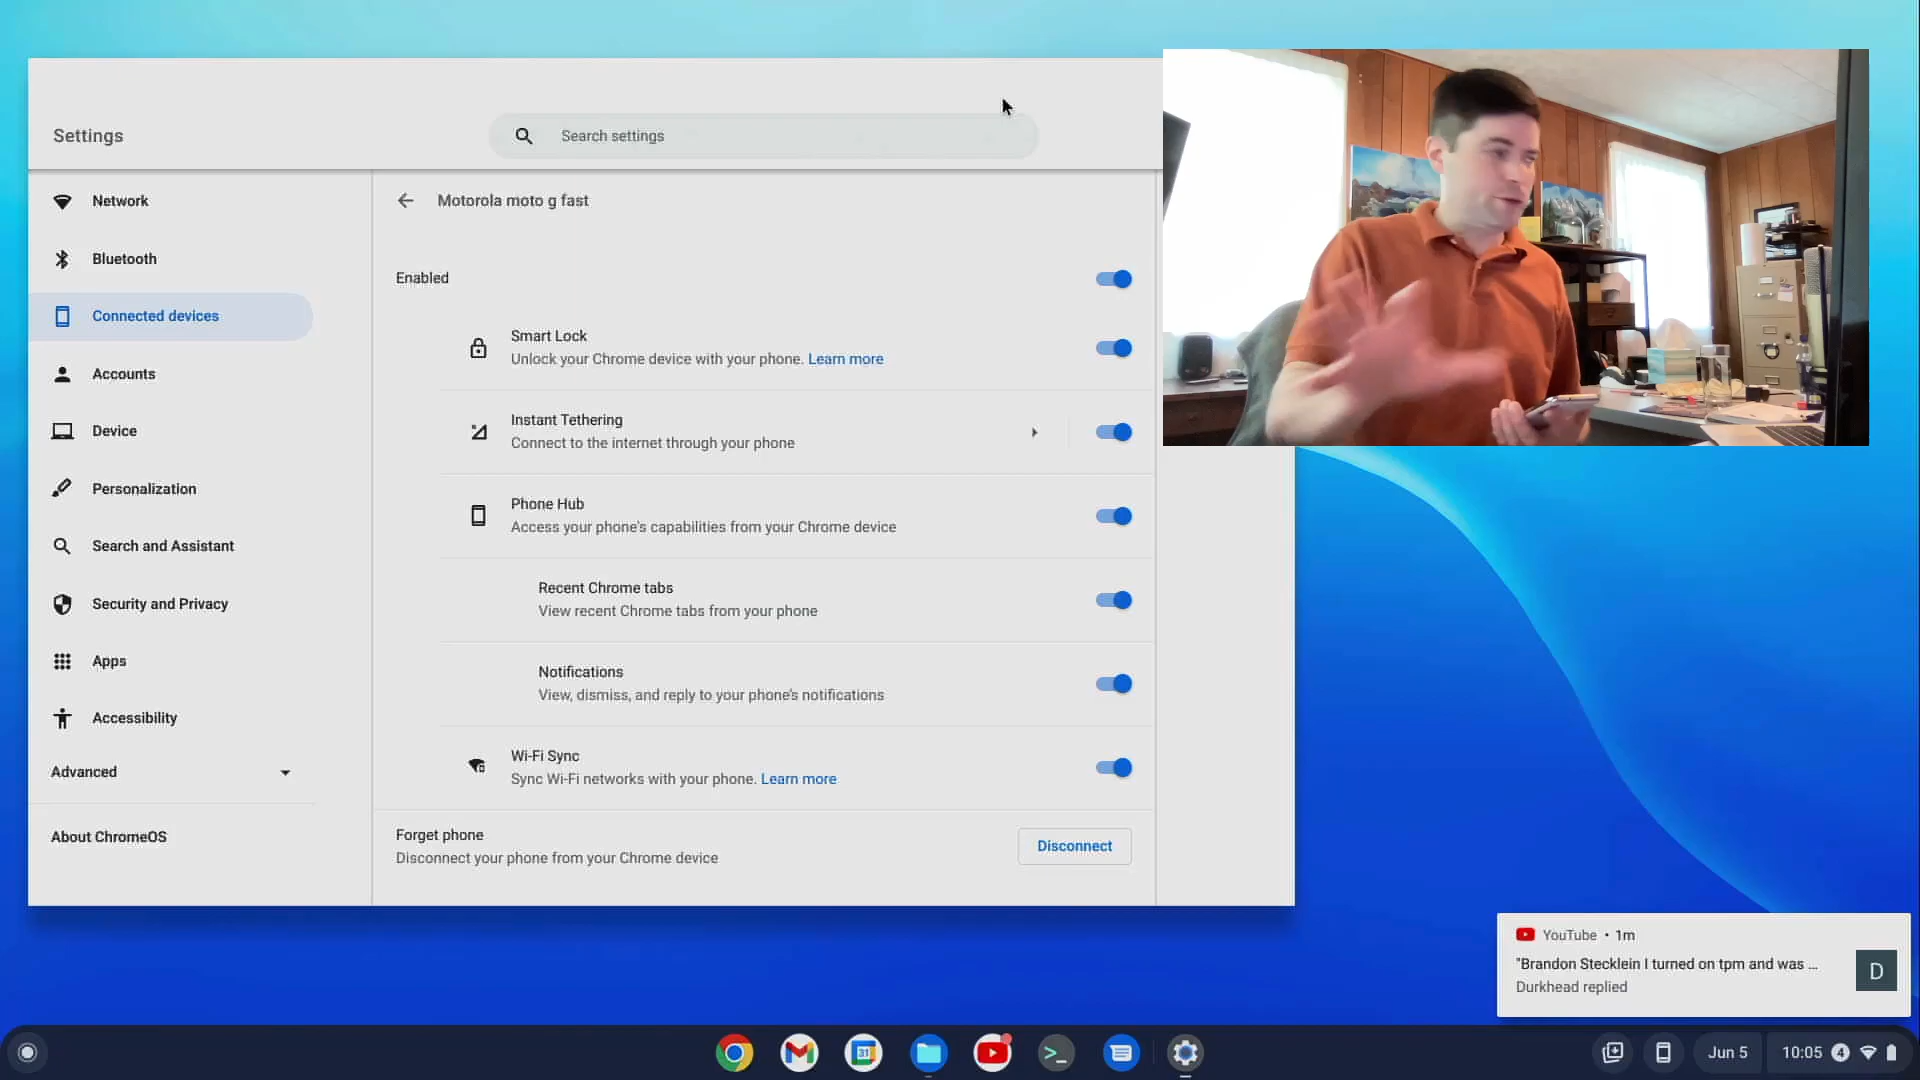 Settings
Search settings
Network
Bluetooth
Connected devices
Accounts
Device
Personalization
Search and Assistant
Security and Privacy
Apps
Accessibility
Advanced
About ChromeOS
Motorola moto g fast
Enabled
Smart Lock
Unlock your Chrome device with your phone. Learn more
Instant Tethering
Connect to the internet through your phone
Phone Hub
Access your phone's capabilities from your Chrome device
Recent Chrome tabs
View recent Chrome tabs from your phone
Notifications
View, dismiss, and reply to your phone's notifications
Wi-Fi Sync
Sync Wi-Fi networks with your phone. Learn more
Forget phone
Disconnect your phone from your Chrome device
Disconnect
YouTube • 1m
"Brandon Stecklein I turned on tpm and was ...
Durkhead replied
D
31
>_
Jun 5
10:05
4